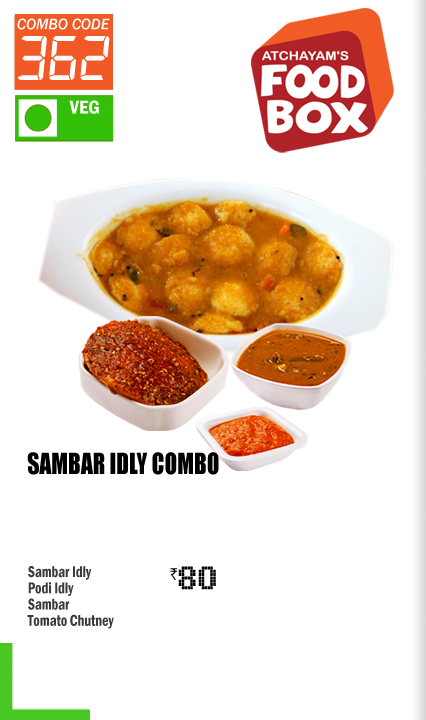 COMBO CODE
362
VEG
ATCHAYAM'S
FOOD
BOX
SAMBAR IDLY COMBO
Sambar Idly
Podi Idly
Sambar
Tomato Chutney
₹80